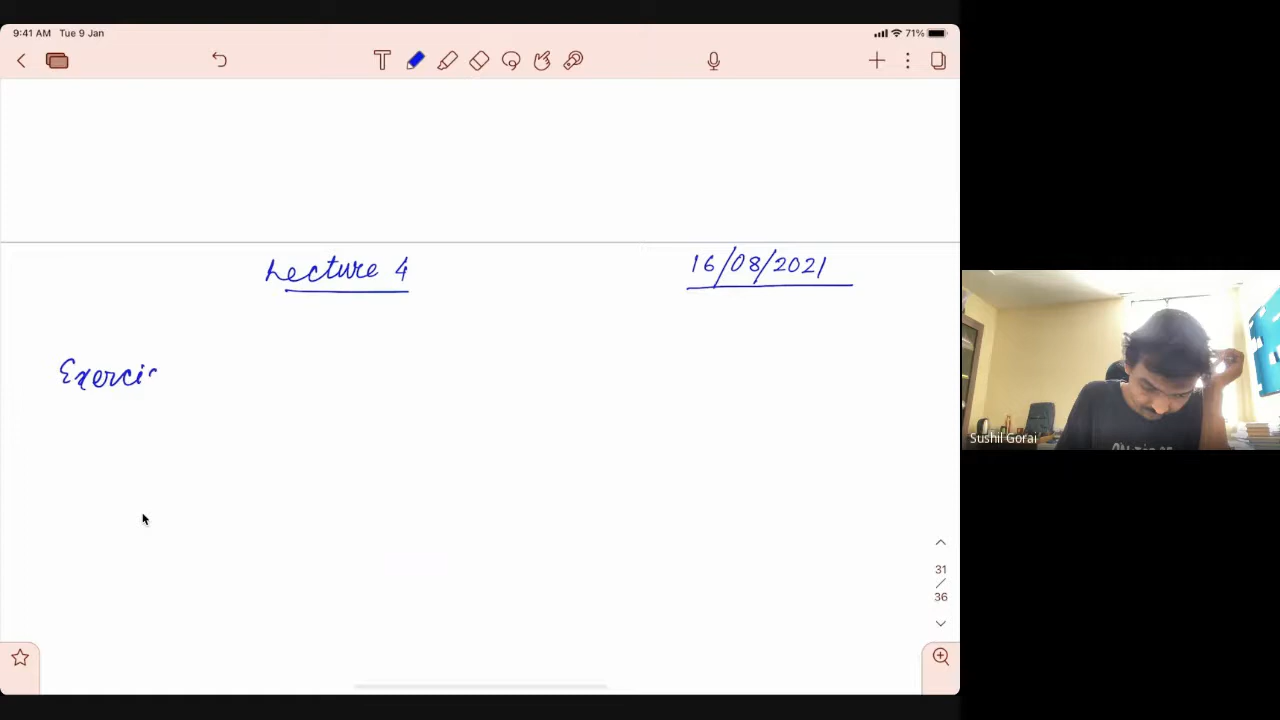 9:41 AM Tue 9 Jan
71%
T
Lecture 4
16/08/2021
Exerci
31
/
36
Sushil Gorai